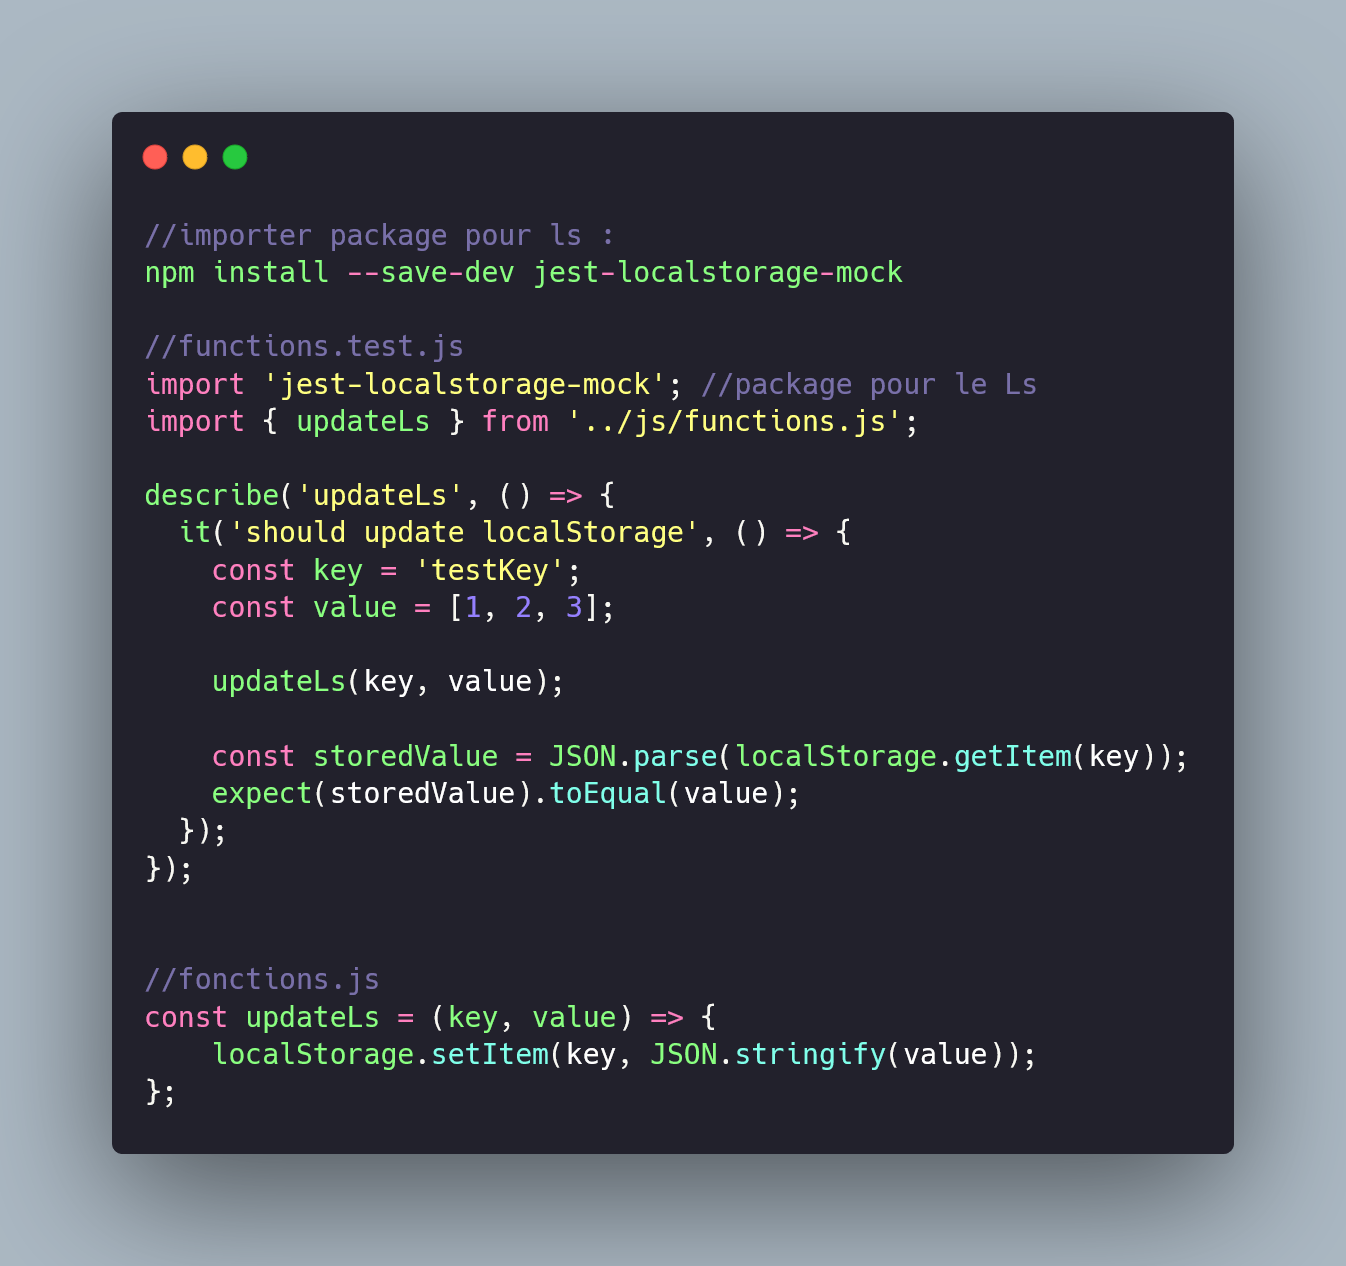 //importer package pour ls :
npm install --save-dev jest-localstorage-mock
//functions.test.js
import 'jest-localstorage-mock'; //package pour le Ls
import { updateLs } from '../js/functions.js';
describe('updateLs', () => {
  it('should update localStorage', () => {
    const key = 'testKey';
    const value = [1, 2, 3];
    updateLs(key, value);
    const storedValue = JSON.parse(localStorage.getItem(key));
    expect(storedValue).toEqual(value);
  });
});
//fonctions.js
const updateLs = (key, value) => {
    localStorage.setItem(key, JSON.stringify(value));
};